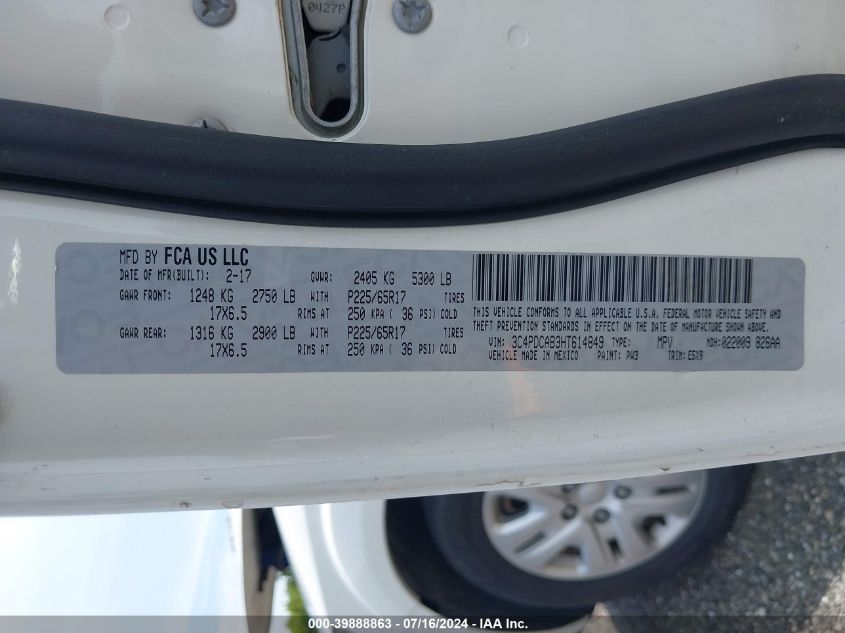 0427P
MFD BY FCA US LLC
DATE OF MFR(BUILT): 2-17 GVWR: 2405 KG 5300 LB
GAWR FRONT: 1248 KG 2750 LB WITH P225/65R17 TIRES
17X6.5 RIMS AT 250 KPA ( 36 PSI) COLD
GAWR REAR: 1316 KG 2900 LB WITH P225/65R17 TIRES
17X6.5 RIMS AT 250 KPA ( 36 PSI) COLD
THIS VEHICLE CONFORMS TO ALL APPLICABLE U.S.A. FEDERAL MOTOR VEHICLE SAFETY AND
THEFT PREVENTION STANDARDS IN EFFECT ON THE DATE OF MANUFACTURE SHOWN ABOVE.
VIN: 3C4PDCAB3HT614849 TYPE: MPV MDH: 022009 826AA
VEHICLE MADE IN MEXICO PAINT: PW3 TRIM: E5X9
000-39888863 - 07/16/2024 - IAA Inc.